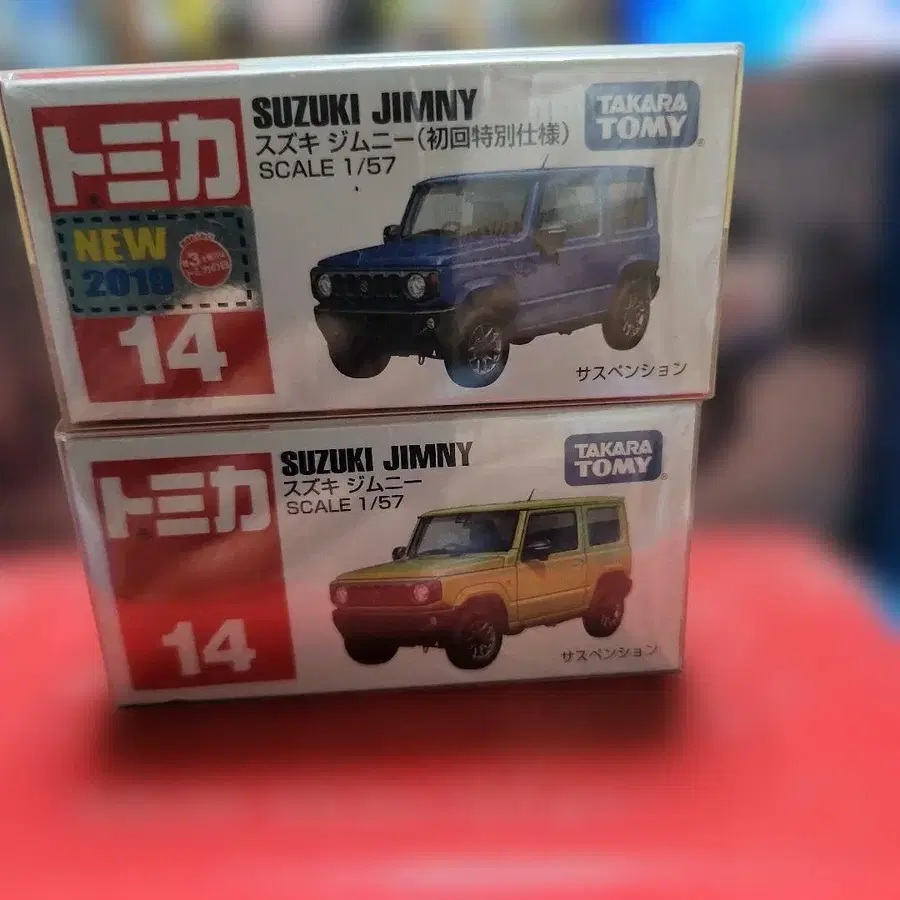 SUZUKI JIMNY
スズキ ジムニー(初回特別仕様)
SCALE 1/57
TAKARA
TOMY
トミカ
NEW
2019
14
サスペンション
SUZUKI JIMNY
スズキ ジムニー
SCALE 1/57
TAKARA
TOMY
トミカ
14
サスペンション